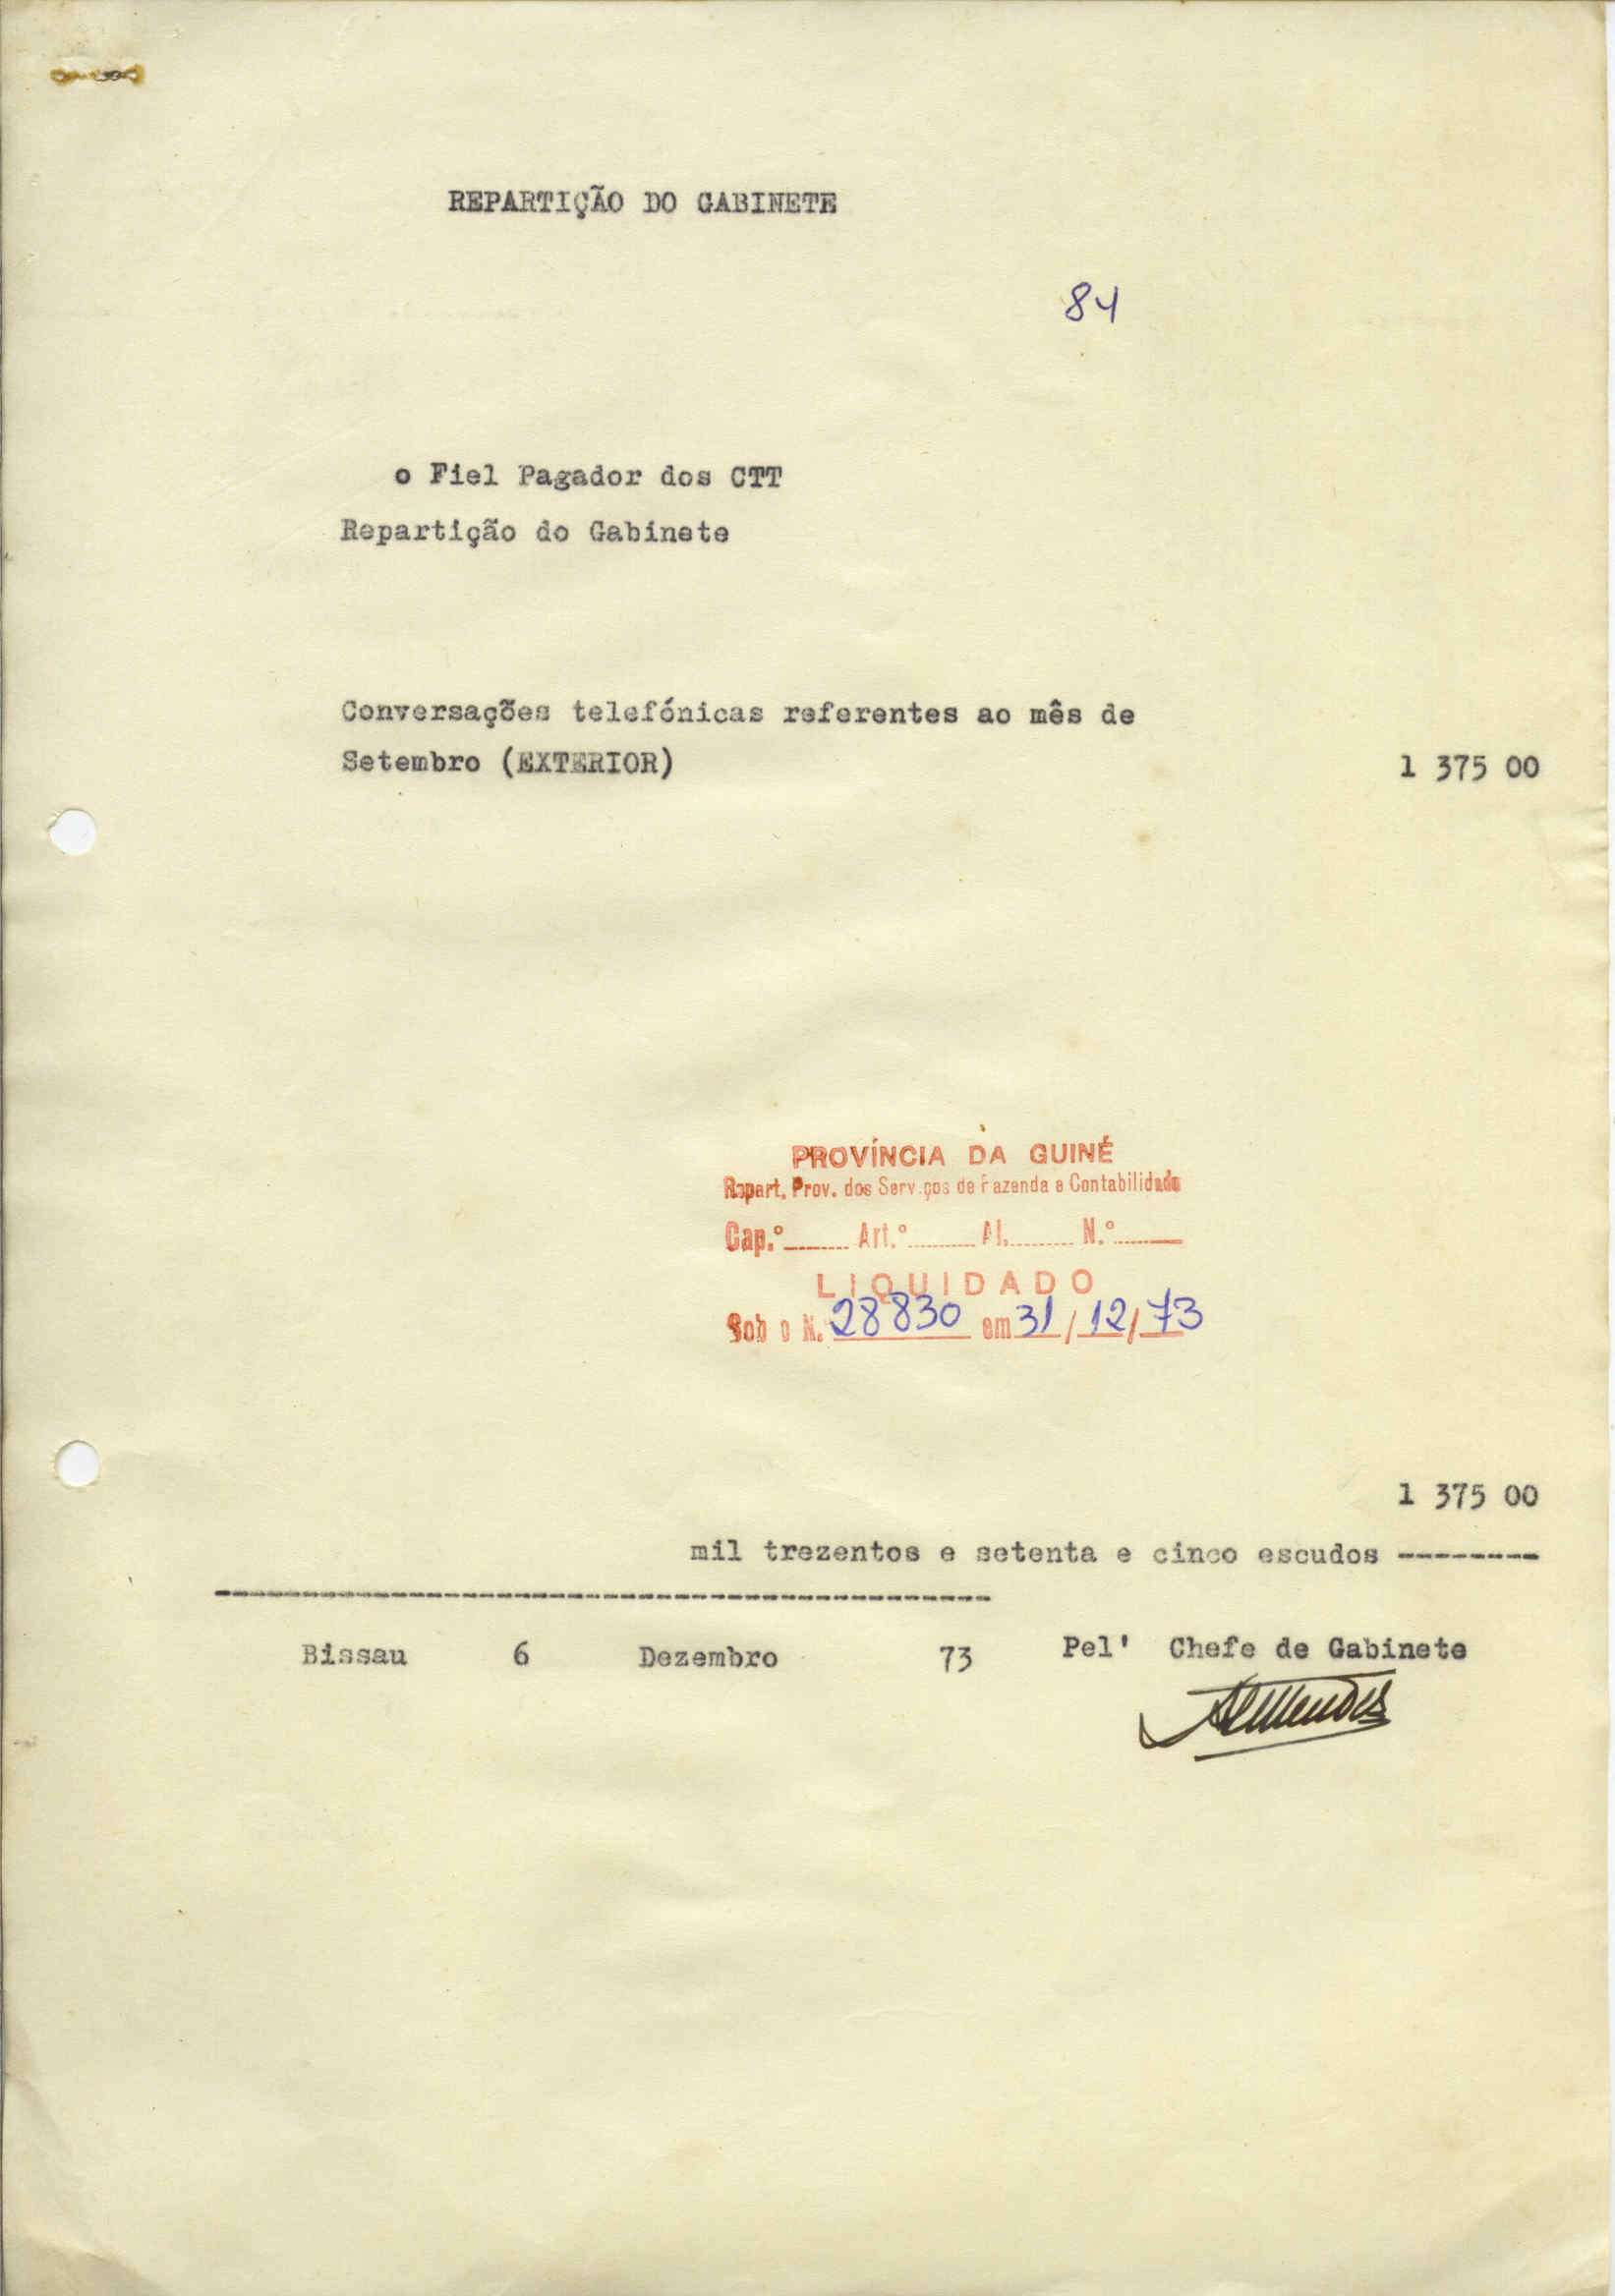 REPARTIÇÃO DO GABINETE
84
o Fiel Pagador dos CTT
Repartição do Gabinete
Conversações telefónicas referentes ao mês de
Setembro (EXTERIOR) 1 375 00
PROVÍNCIA DA GUINÉ
Repart. Prov. dos Serviços de Fazenda e Contabilidade
Cap.º Art.º Al. N.º
LIQUIDADO
Sob o N. 28830 em 31/12/73
1 375 00
mil trezentos e setenta e cinco escudos --------
--------------------------------------------
Bissau 6 Dezembro 73 Pel' Chefe de Gabinete